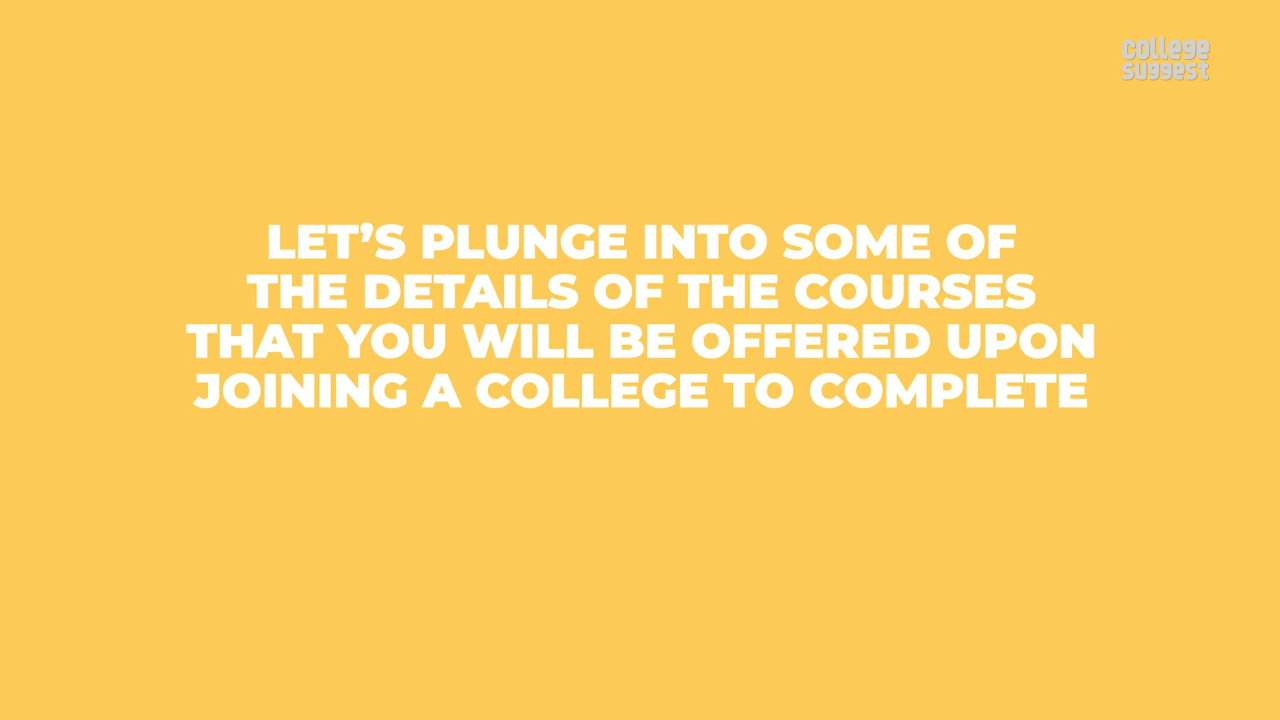 college
suggest
LET’S PLUNGE INTO SOME OF
THE DETAILS OF THE COURSES
THAT YOU WILL BE OFFERED UPON
JOINING A COLLEGE TO COMPLETE